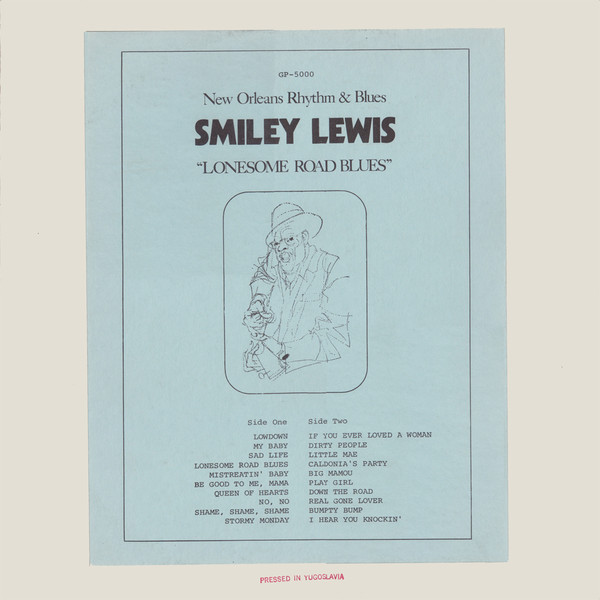 GP-5000
New Orleans Rhythm & Blues
SMILEY LEWIS
“LONESOME ROAD BLUES”
Side One Side Two
LOWDOWN IF YOU EVER LOVED A WOMAN
MY BABY DIRTY PEOPLE
SAD LIFE LITTLE MAE
LONESOME ROAD BLUES CALDONIA'S PARTY
MISTREATIN' BABY BIG MAMOU
BE GOOD TO ME, MAMA PLAY GIRL
QUEEN OF HEARTS DOWN THE ROAD
NO, NO REAL GONE LOVER
SHAME, SHAME, SHAME BUMPTY BUMP
STORMY MONDAY I HEAR YOU KNOCKIN'
PRESSED IN YUGOSLAVIA